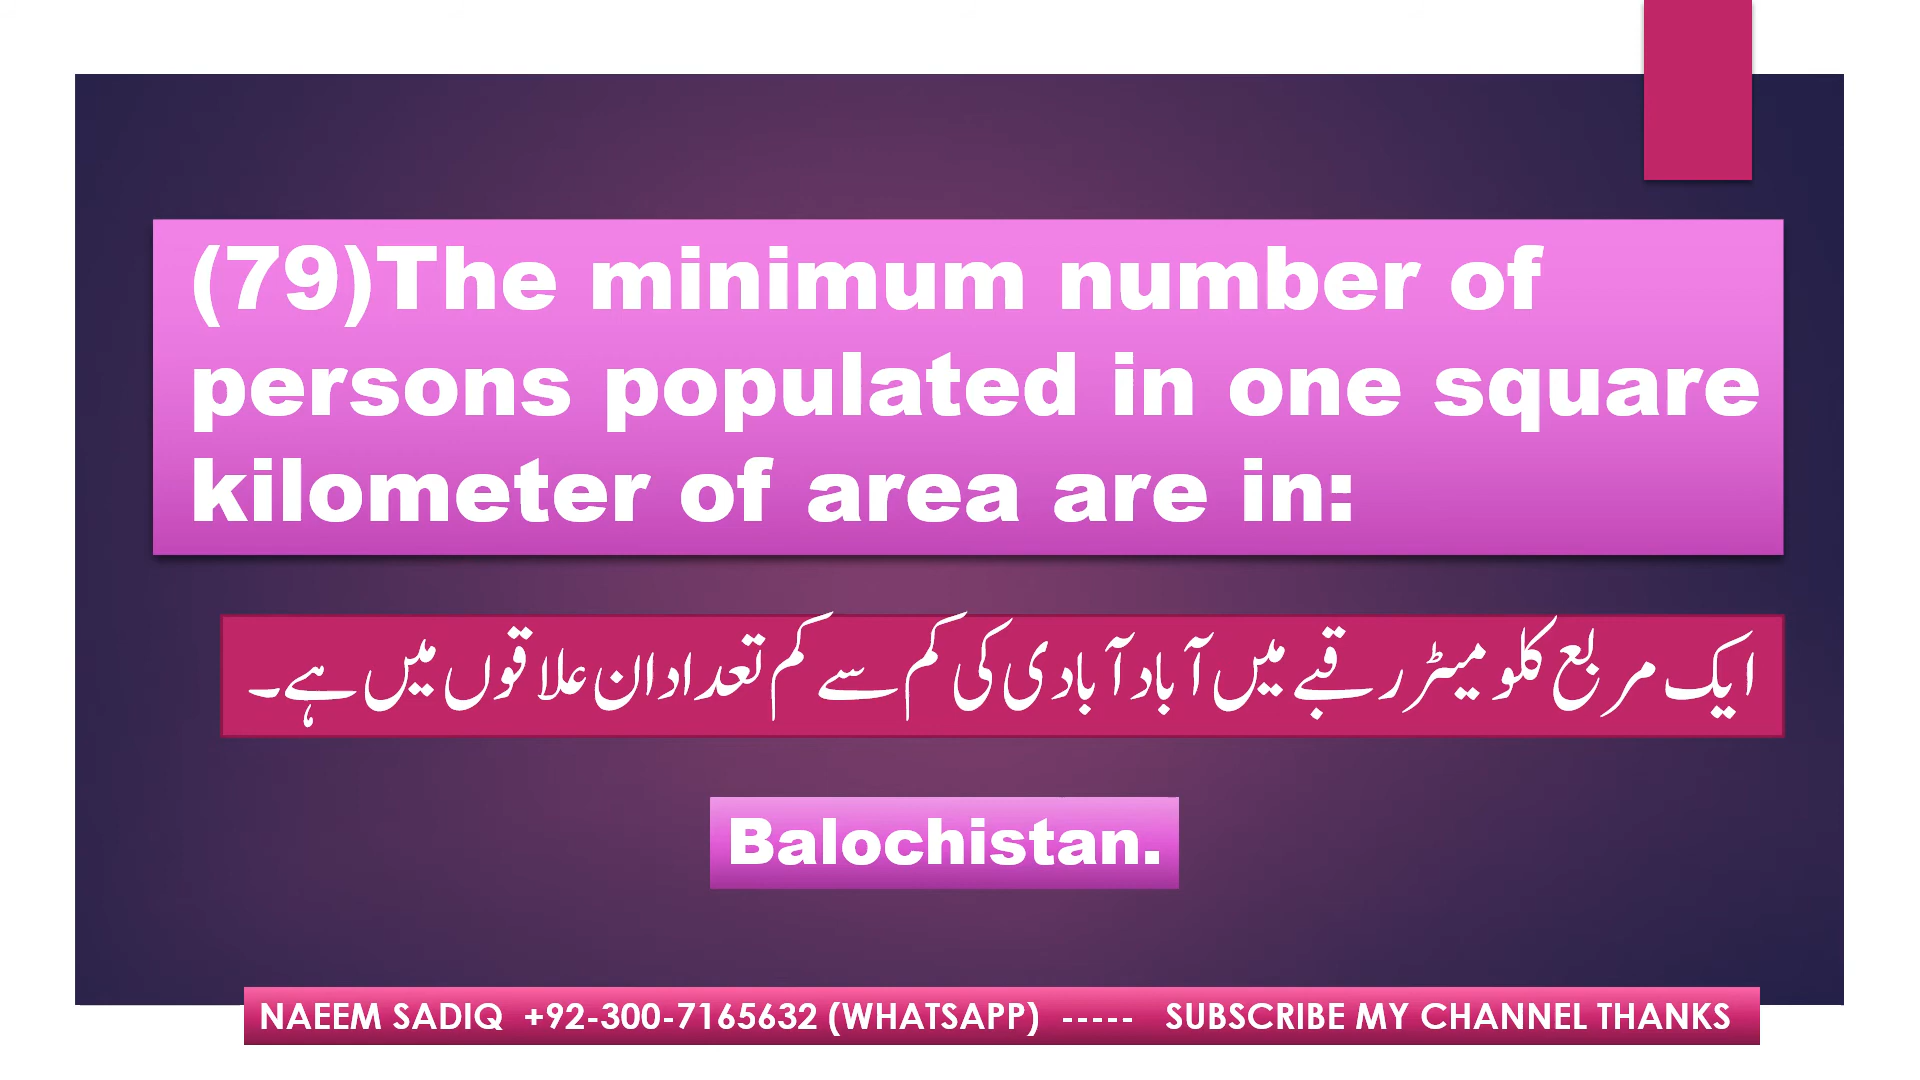 (79)The minimum number of
persons populated in one square
kilometer of area are in:
ایک مربع کلومیٹر رقبے میں آباد آبادی کی کم سے کم تعداد ان علاقوں میں ہے۔
Balochistan.
NAEEM SADIQ +92-300-7165632 (WHATSAPP) ----- SUBSCRIBE MY CHANNEL THANKS